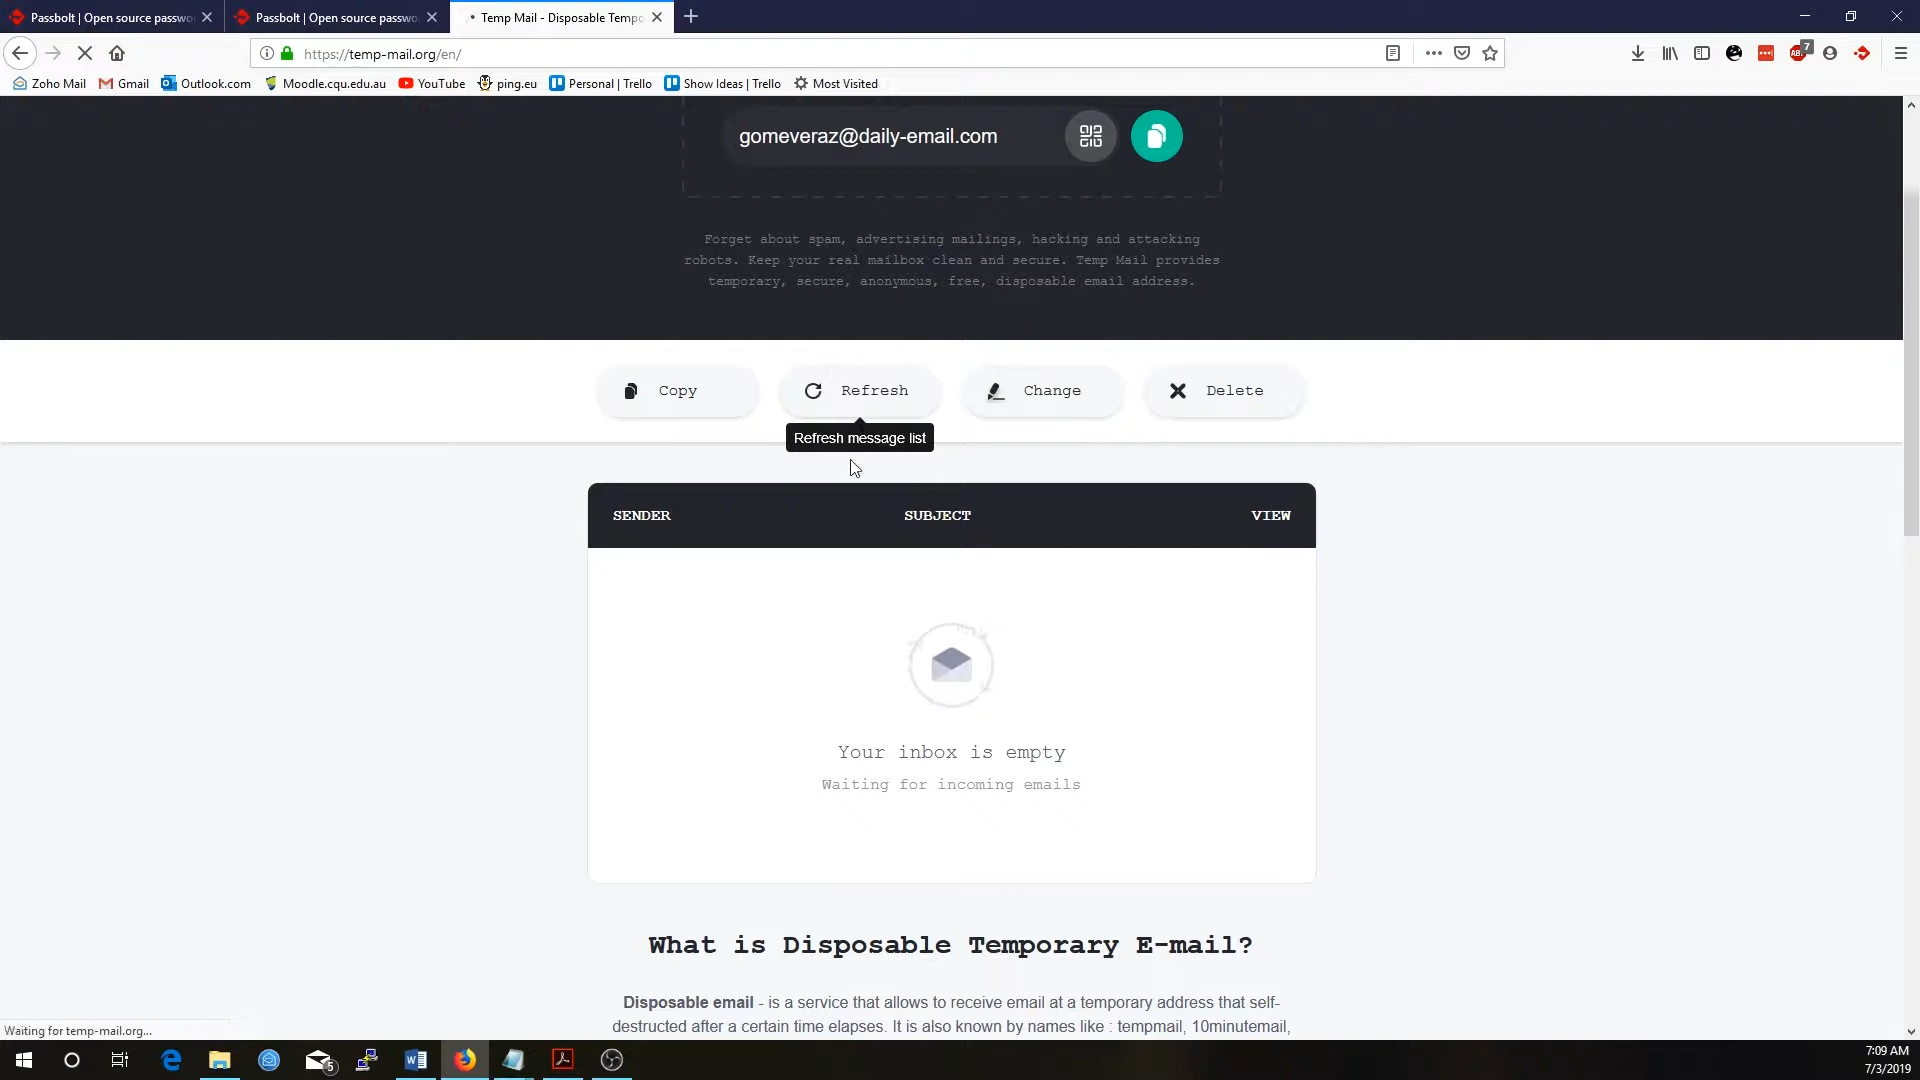 Passbolt | Open source passwo
Passbolt | Open source passwo
Temp Mail - Disposable Tempo
https://temp-mail.org/en/
7
Zoho Mail
Gmail
Outlook.com
Moodle.cqu.edu.au
YouTube
ping.eu
Personal | Trello
Show Ideas | Trello
Most Visited
gomeveraz@daily-email.com
Forget about spam, advertising mailings, hacking and attacking
robots. Keep your real mailbox clean and secure. Temp Mail provides
temporary, secure, anonymous, free, disposable email address.
Copy
Refresh
Change
Delete
Refresh message list
SENDER
SUBJECT
VIEW
Your inbox is empty
Waiting for incoming emails
What is Disposable Temporary E-mail?
Disposable email - is a service that allows to receive email at a temporary address that self-
destructed after a certain time elapses. It is also known by names like : tempmail, 10minutemail,
Waiting for temp-mail.org...
5
7:09 AM
7/3/2019